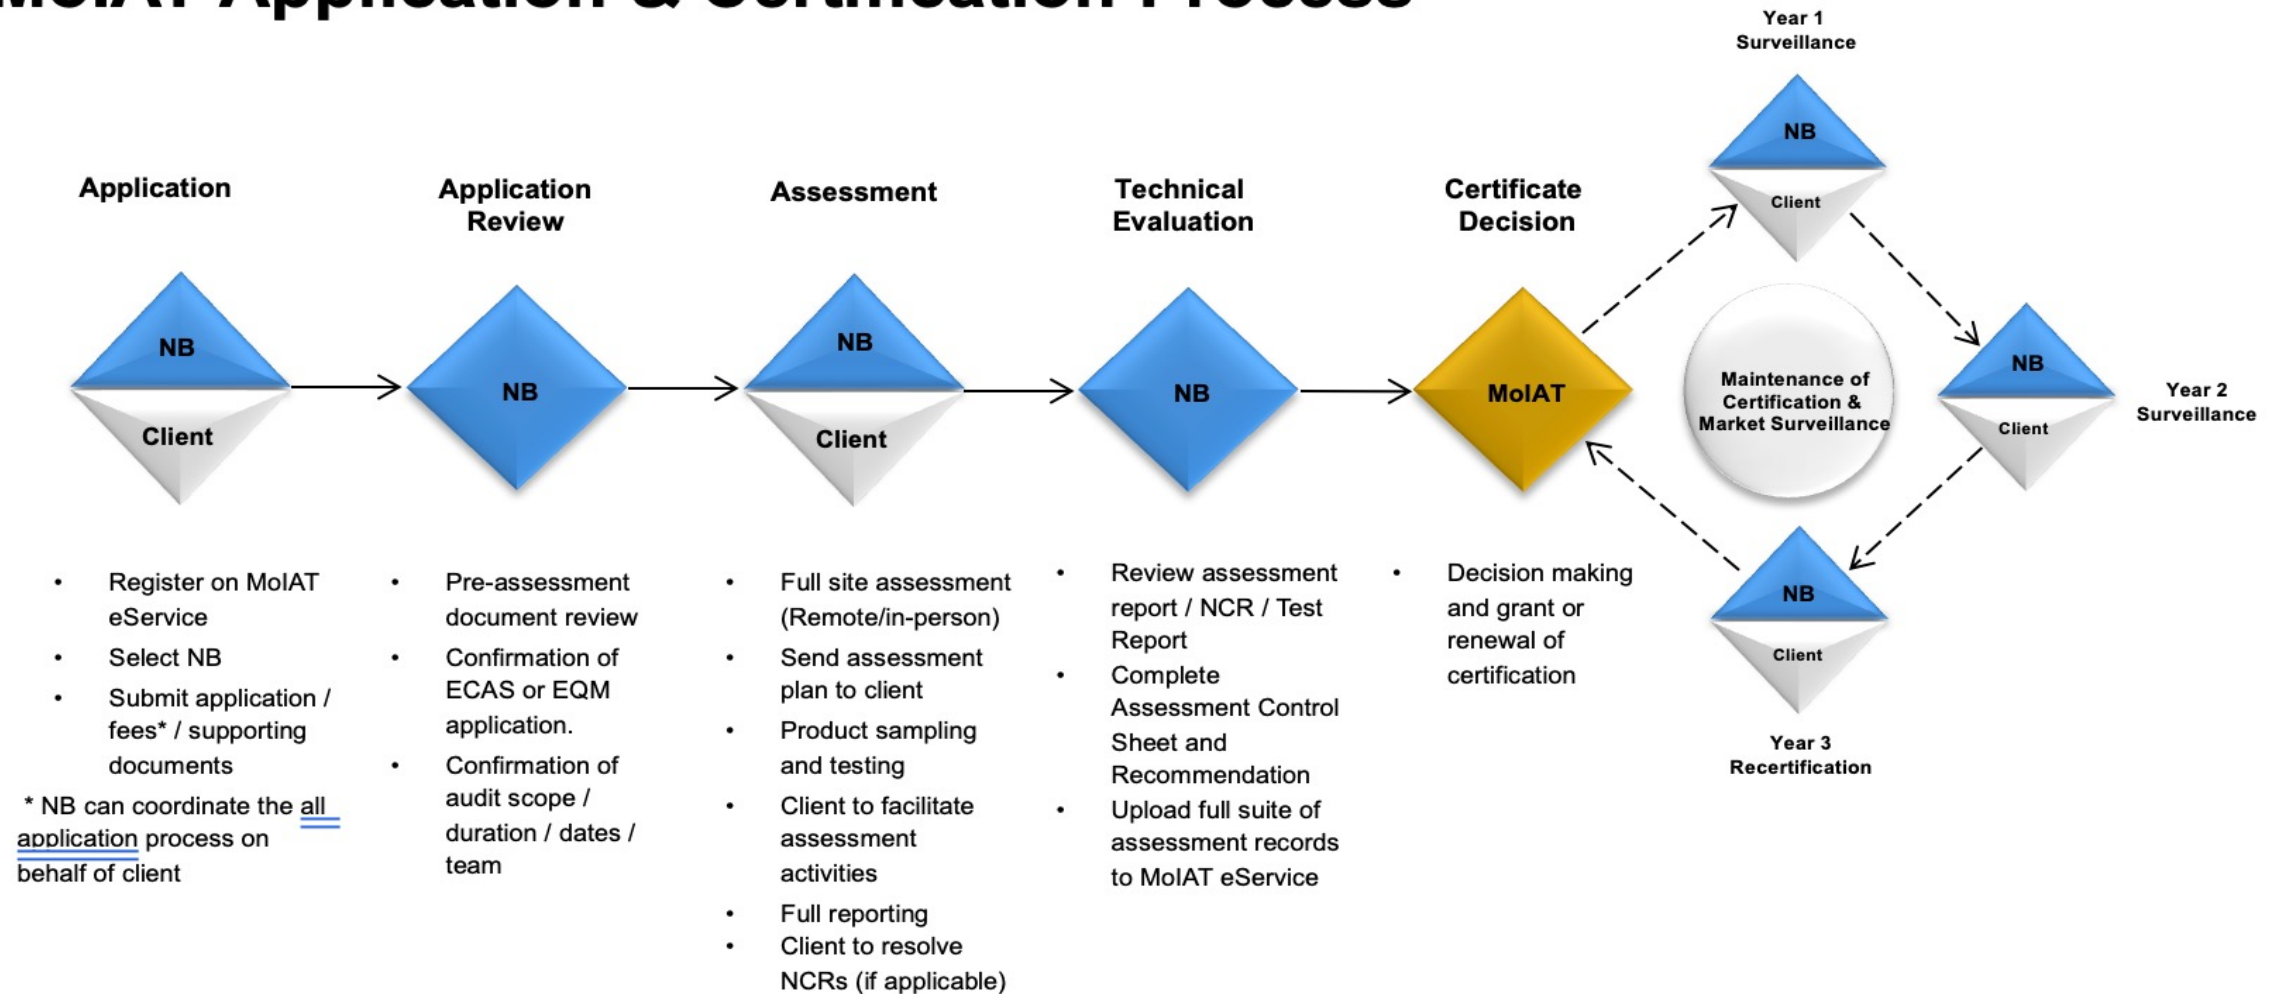 MoIAT Application & Certification Process
Application
NB
Client
• Register on MoIAT
eService
• Select NB
• Submit application /
fees* / supporting
documents
* NB can coordinate the all
application process on
behalf of client
Application
Review
NB
• Pre-assessment
document review
• Confirmation of
ECAS or EQM
application.
• Confirmation of
audit scope /
duration / dates /
team
Assessment
NB
Client
• Full site assessment
(Remote/in-person)
• Send assessment
plan to client
• Product sampling
and testing
• Client to facilitate
assessment
activities
• Full reporting
• Client to resolve
NCRs (if applicable)
Technical
Evaluation
NB
• Review assessment
report / NCR / Test
Report
• Complete
Assessment Control
Sheet and
Recommendation
• Upload full suite of
assessment records
to MoIAT eService
Certificate
Decision
MoIAT
• Decision making
and grant or
renewal of
certification
Year 1
Surveillance
NB
Client
Maintenance of
Certification &
Market Surveillance
NB
Client
Year 2
Surveillance
NB
Client
Year 3
Recertification